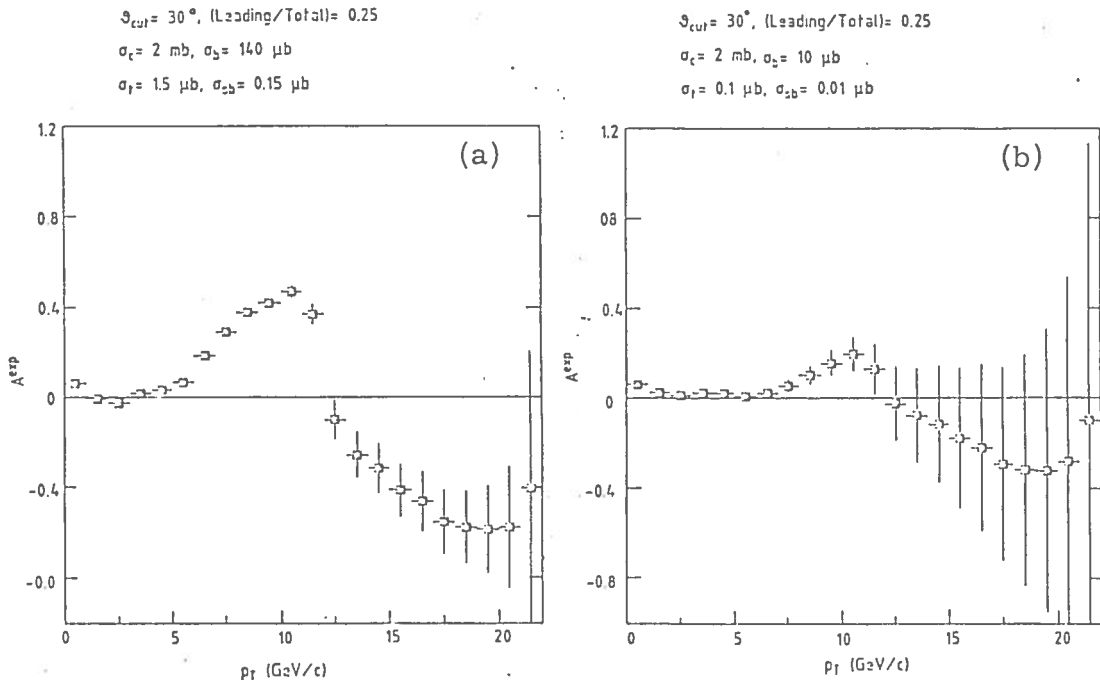 ϑcut= 30°, (Leading/Total)= 0.25
σc= 2 mb, σb= 140 μb
σt= 1.5 μb, σsb= 0.15 μb
(a)
1.2
0.8
0.4
0
-0.4
-0.0
Aexp
0 5 10 15 20
pT (GeV/c)
ϑcut= 30°, (Leading/Total)= 0.25
σc= 2 mb, σb= 10 μb
σt= 0.1 μb, σsb= 0.01 μb
(b)
1.2
0.8
0.4
0
-0.4
-0.8
Aexp
0 5 10 15 20
pT (GeV/c)